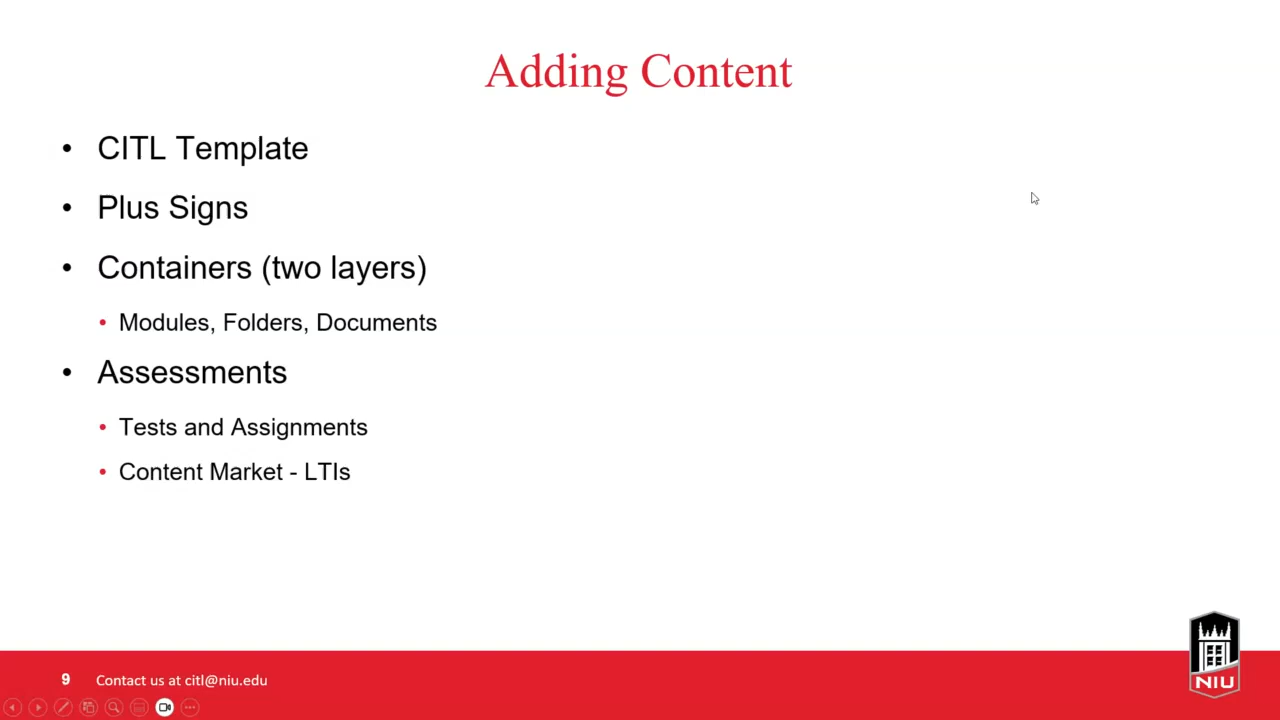 Adding Content
• CITL Template
• Plus Signs
• Containers (two layers)
• Modules, Folders, Documents
• Assessments
• Tests and Assignments
• Content Market - LTIs
9 Contact us at citl@niu.edu
NIU